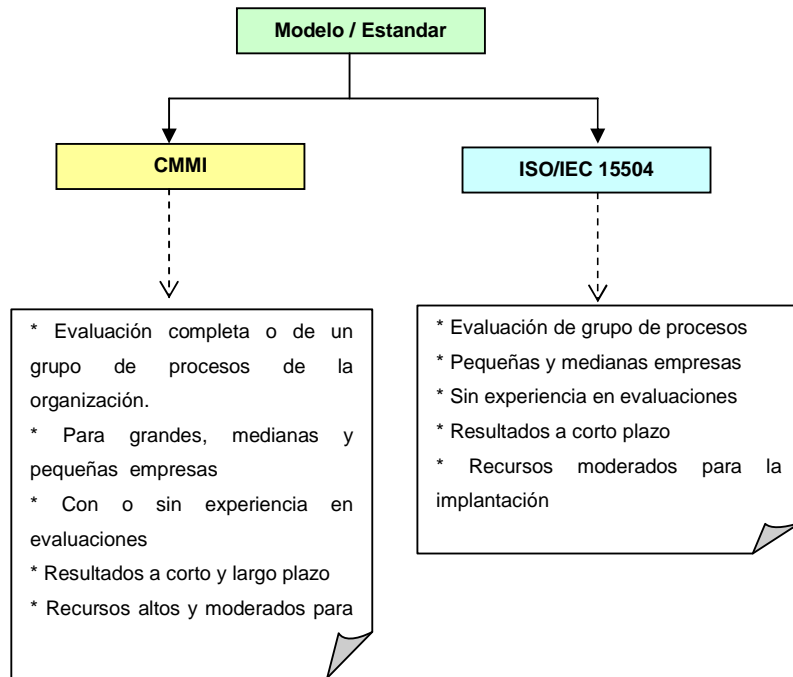 Modelo / Estandar
CMMI
ISO/IEC 15504
* Evaluación completa o de un
grupo de procesos de la
organización.
* Para grandes, medianas y
pequeñas empresas
* Con o sin experiencia en
evaluaciones
* Resultados a corto y largo plazo
* Recursos altos y moderados para
* Evaluación de grupo de procesos
* Pequeñas y medianas empresas
* Sin experiencia en evaluaciones
* Resultados a corto plazo
* Recursos moderados para la
implantación